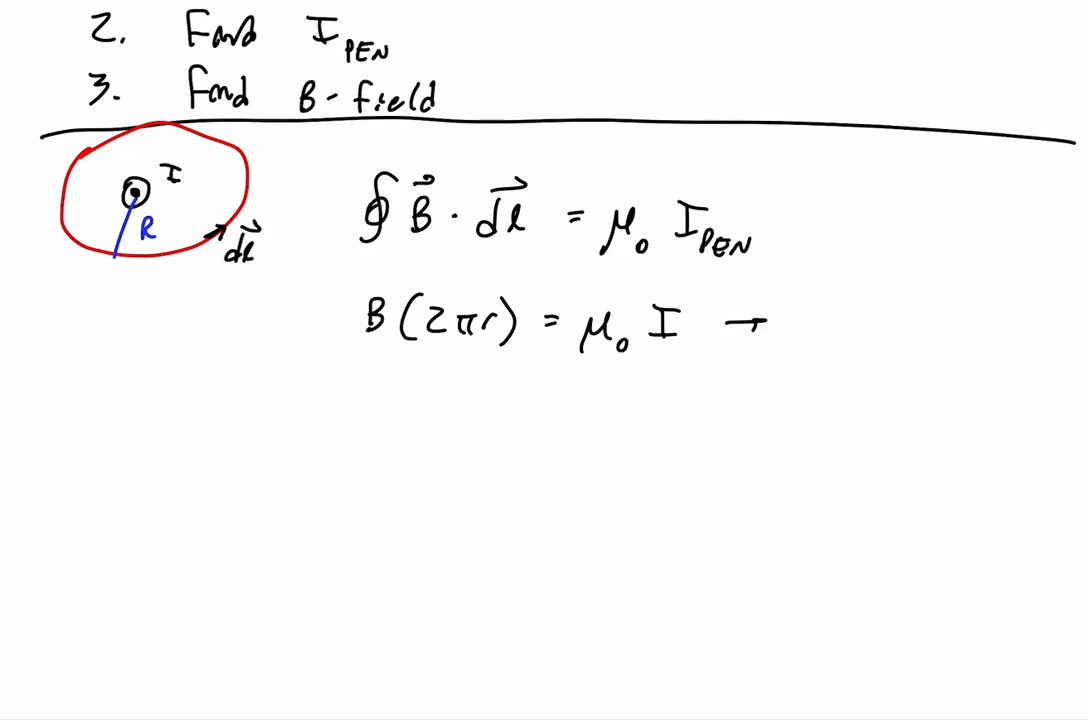 2. Find I_PEN
3. Find B-field
I
R
dl⃗
∮ B⃗ · dl⃗ = μ₀ I_PEN
B(2πr) = μ₀ I →